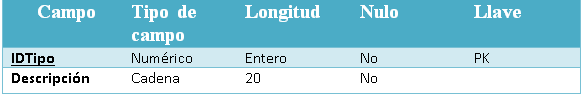 Campo Tipo de campo Longitud Nulo Llave
IDTipo Numérico Entero No PK
Descripción Cadena 20 No